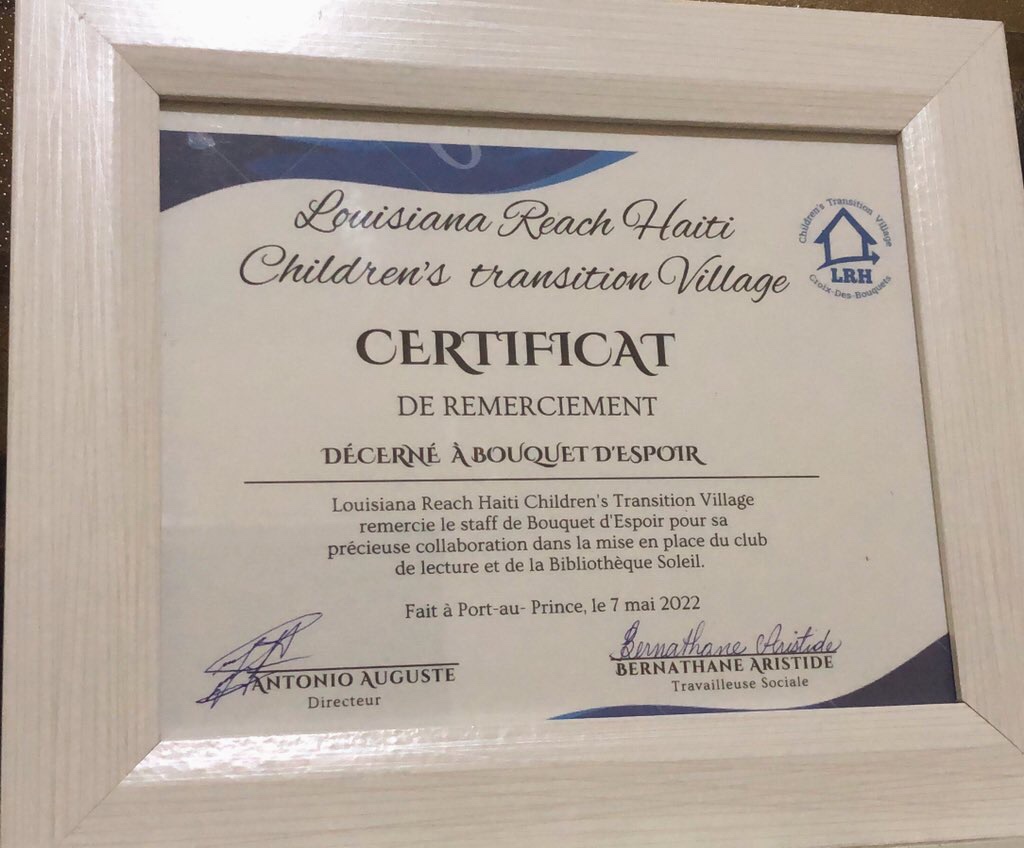 Louisiana Reach Haiti
Children's transition Village
Children's Transition Village
LRH
Croix-Des-Bouquets
CERTIFICAT
DE REMERCIEMENT
DÉCERNÉ À BOUQUET D'ESPOIR
Louisiana Reach Haiti Children's Transition Village
remercie le staff de Bouquet d'Espoir pour sa
précieuse collaboration dans la mise en place du club
de lecture et de la Bibliothèque Soleil.
Fait à Port-au- Prince, le 7 mai 2022
ANTONIO AUGUSTE
Directeur
Bernathane Aristide
BERNATHANE ARISTIDE
Travailleuse Sociale